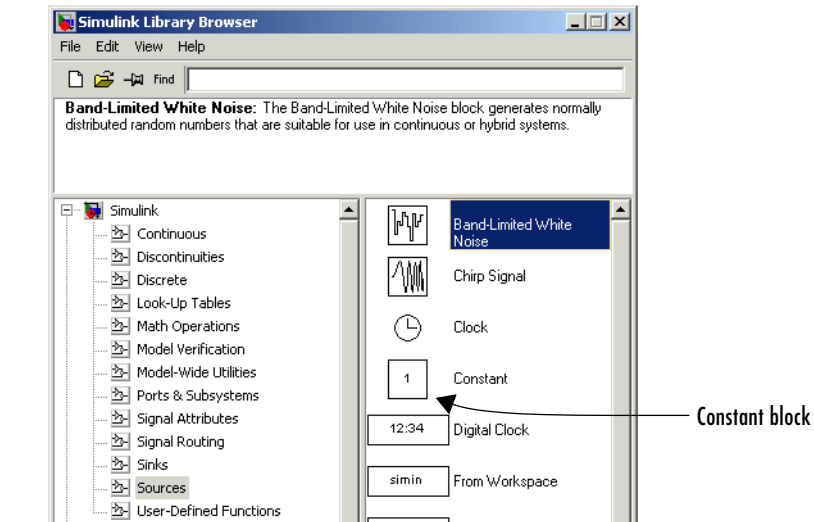 Simulink Library Browser
File Edit View Help
Find
Band-Limited White Noise: The Band-Limited White Noise block generates normally
distributed random numbers that are suitable for use in continuous or hybrid systems.
Simulink
Continuous
Discontinuities
Discrete
Look-Up Tables
Math Operations
Model Verification
Model-Wide Utilities
Ports & Subsystems
Signal Attributes
Signal Routing
Sinks
Sources
User-Defined Functions
Band-Limited White
Noise
Chirp Signal
Clock
1 Constant
12:34 Digital Clock
simin From Workspace
Constant block